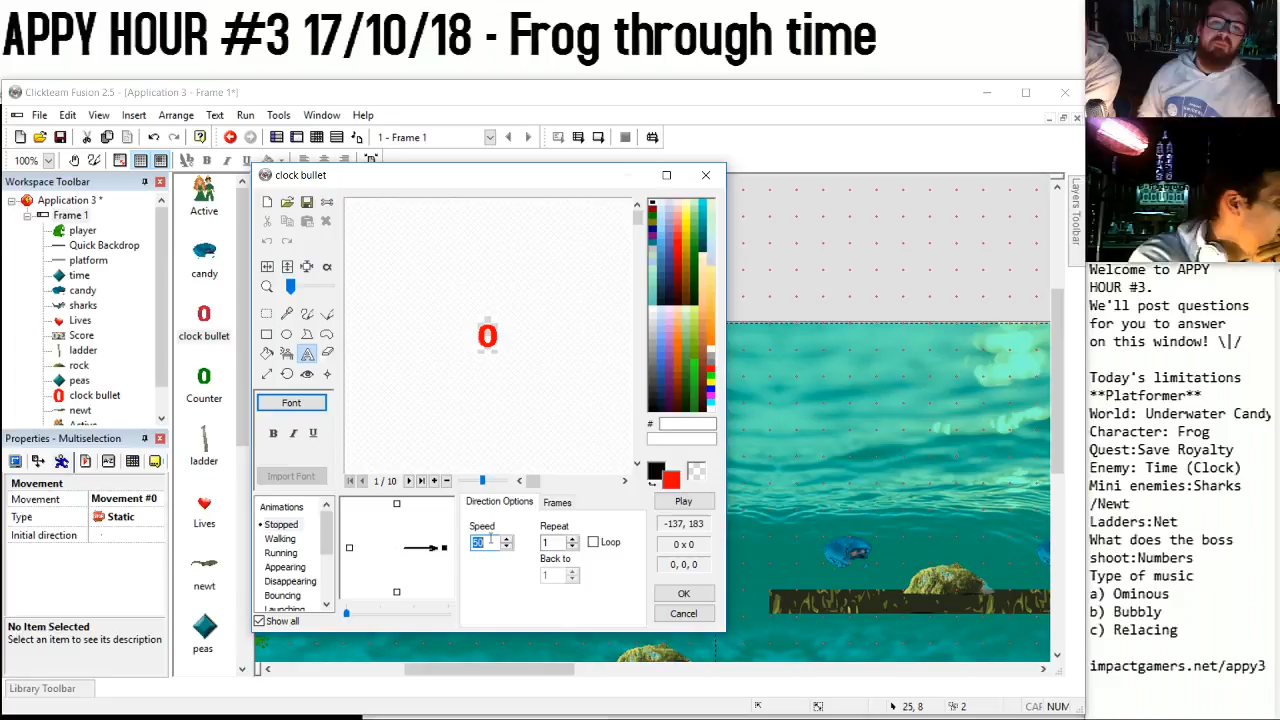 APPY HOUR #3 17/10/18 - Frog through time
Clickteam Fusion 2.5 - [Application 3 - Frame 1*]
File Edit View Insert Arrange Text Run Tools Window Help
1 - Frame 1
100%
Workspace Toolbar
Application 3 *
Frame 1
player
Quick Backdrop
platform
time
candy
sharks
Lives
Score
ladder
rock
peas
clock bullet
newt
Active
candy
clock bullet
Counter
ladder
Lives
newt
peas
Properties - Multiselection
Movement
Movement Movement #0
Type Static
Initial direction
No Item Selected
Select an item to see its description
Library Toolbar
clock bullet
0
Font
B I U
Import Font
1 / 10
Animations
Stopped
Walking
Running
Appearing
Disappearing
Bouncing
Launching
Show all
Direction Options Frames
Speed
50
Repeat
1
Loop
Back to
1
#
Play
-137, 183
0 x 0
0, 0, 0
OK
Cancel
Layers Toolbar
25, 8
2
CAP NUM
Welcome to APPY
HOUR #3.
We'll post questions
for you to answer
on this window! \|/
Today's limitations
**Platformer**
World: Underwater Candy
Character: Frog
Quest:Save Royalty
Enemy: Time (Clock)
Mini enemies:Sharks
/Newt
Ladders:Net
What does the boss
shoot:Numbers
Type of music
a) Ominous
b) Bubbly
c) Relacing
impactgamers.net/appy3